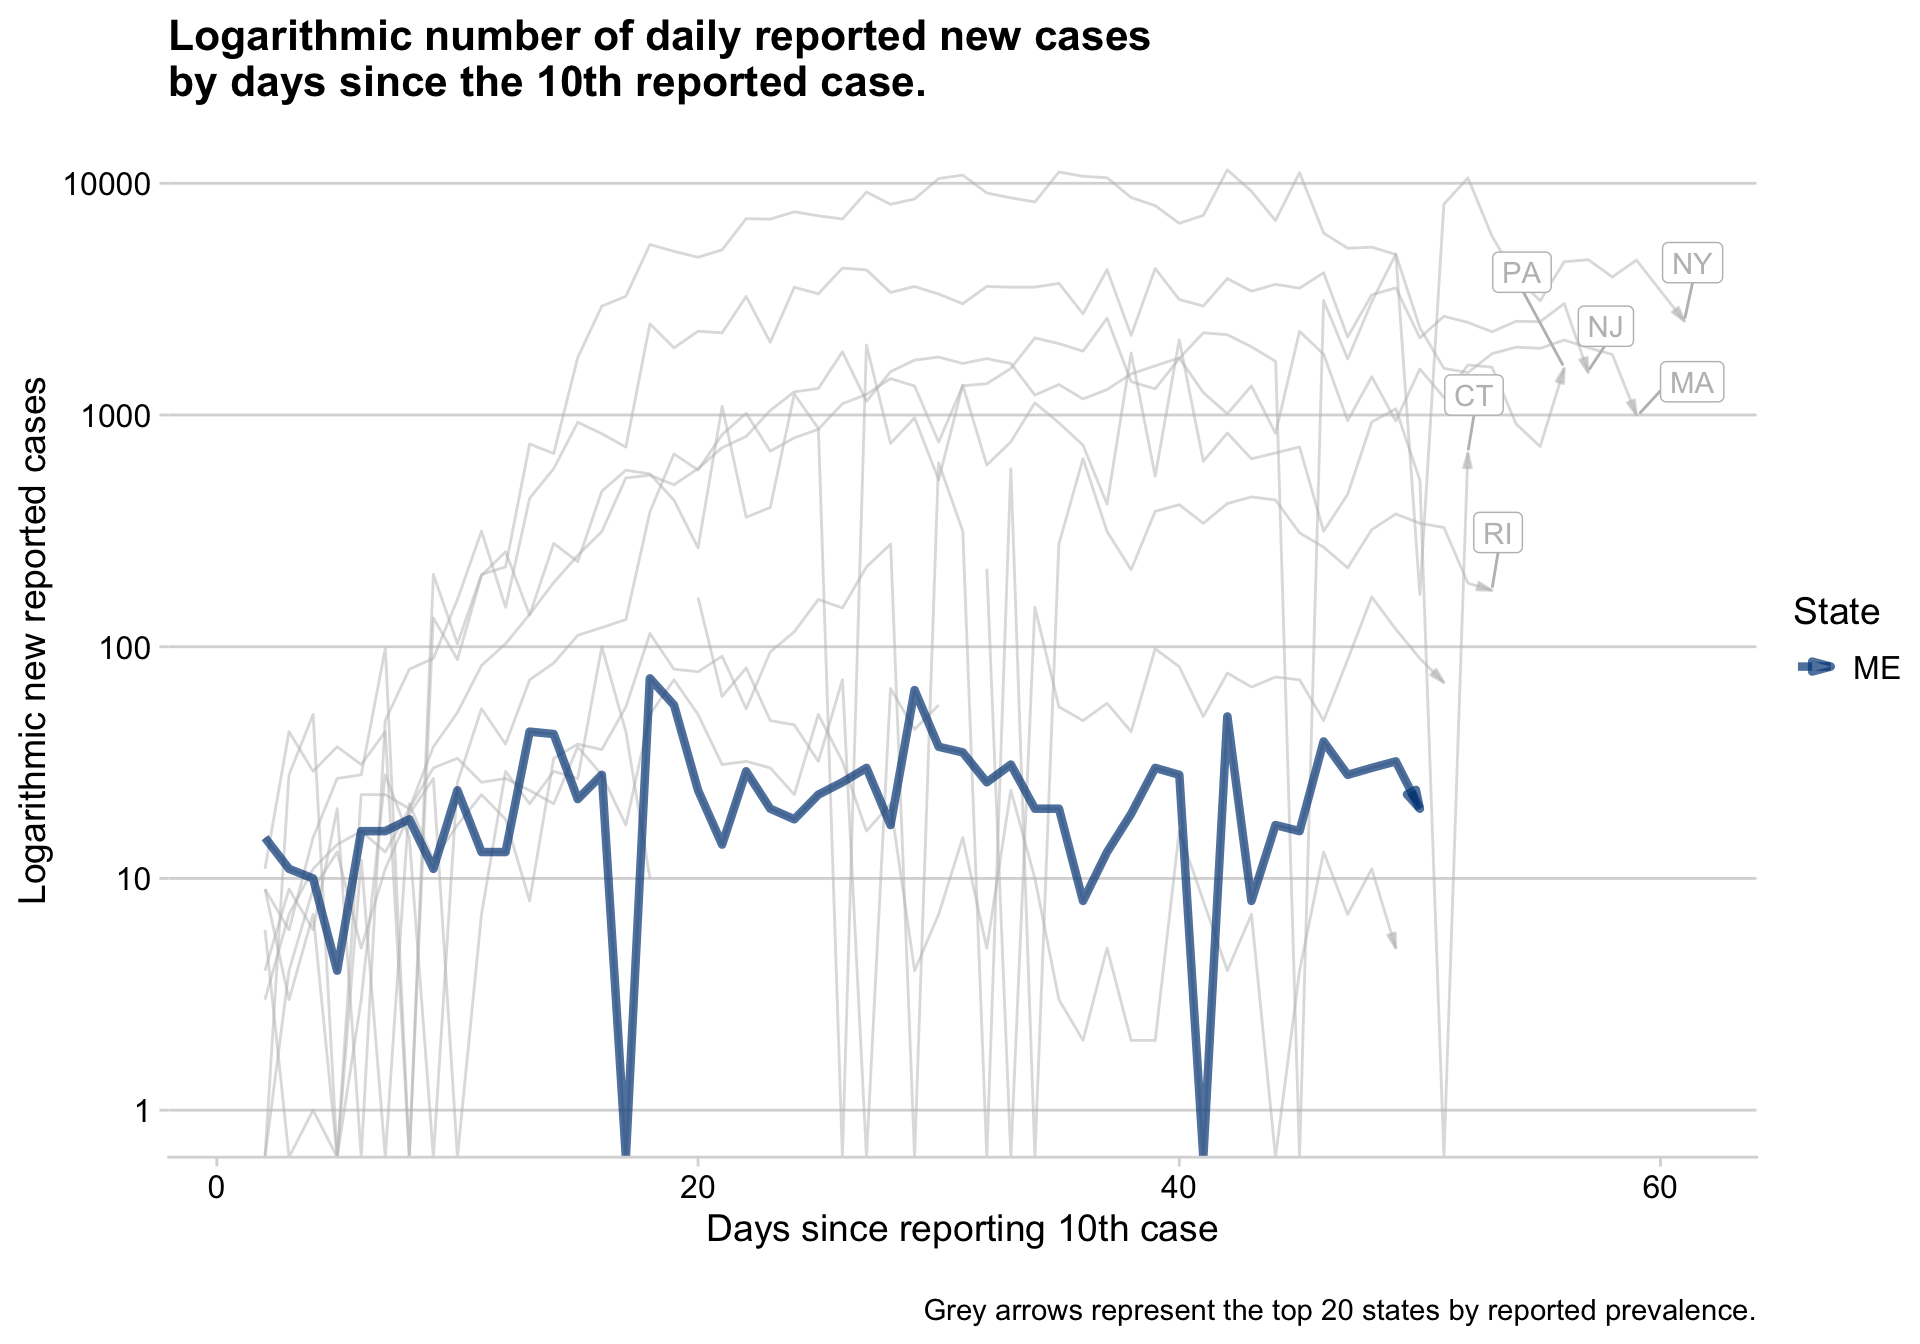 Logarithmic number of daily reported new cases
by days since the 10th reported case.
Logarithmic new reported cases
10000
1000
100
10
1
PA
NY
NJ
MA
CT
RI
State
ME
0
20
40
60
Days since reporting 10th case
Grey arrows represent the top 20 states by reported prevalence.